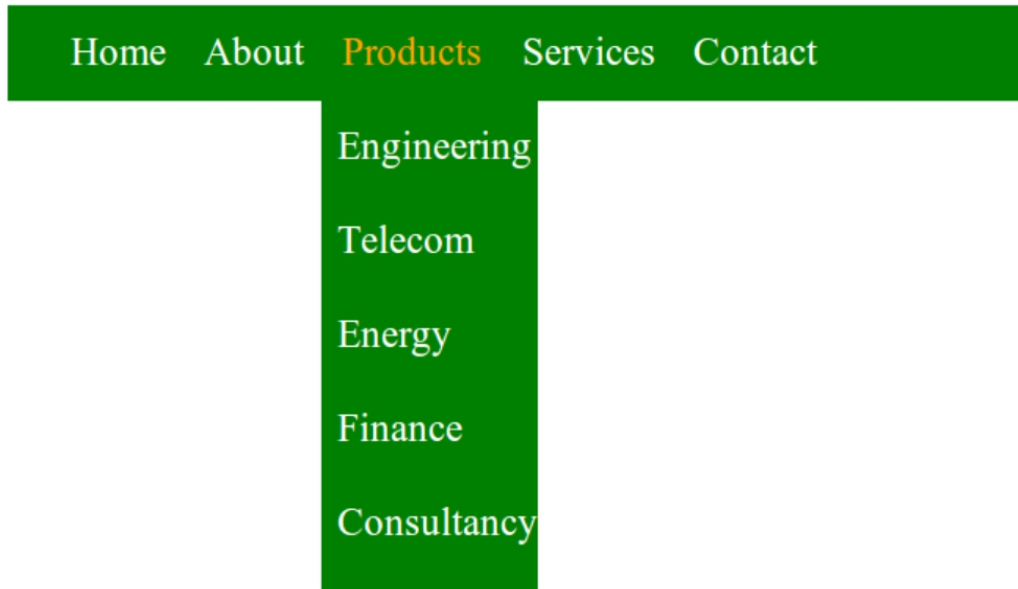 Home About Products Services Contact
Engineering
Telecom
Energy
Finance
Consultancy